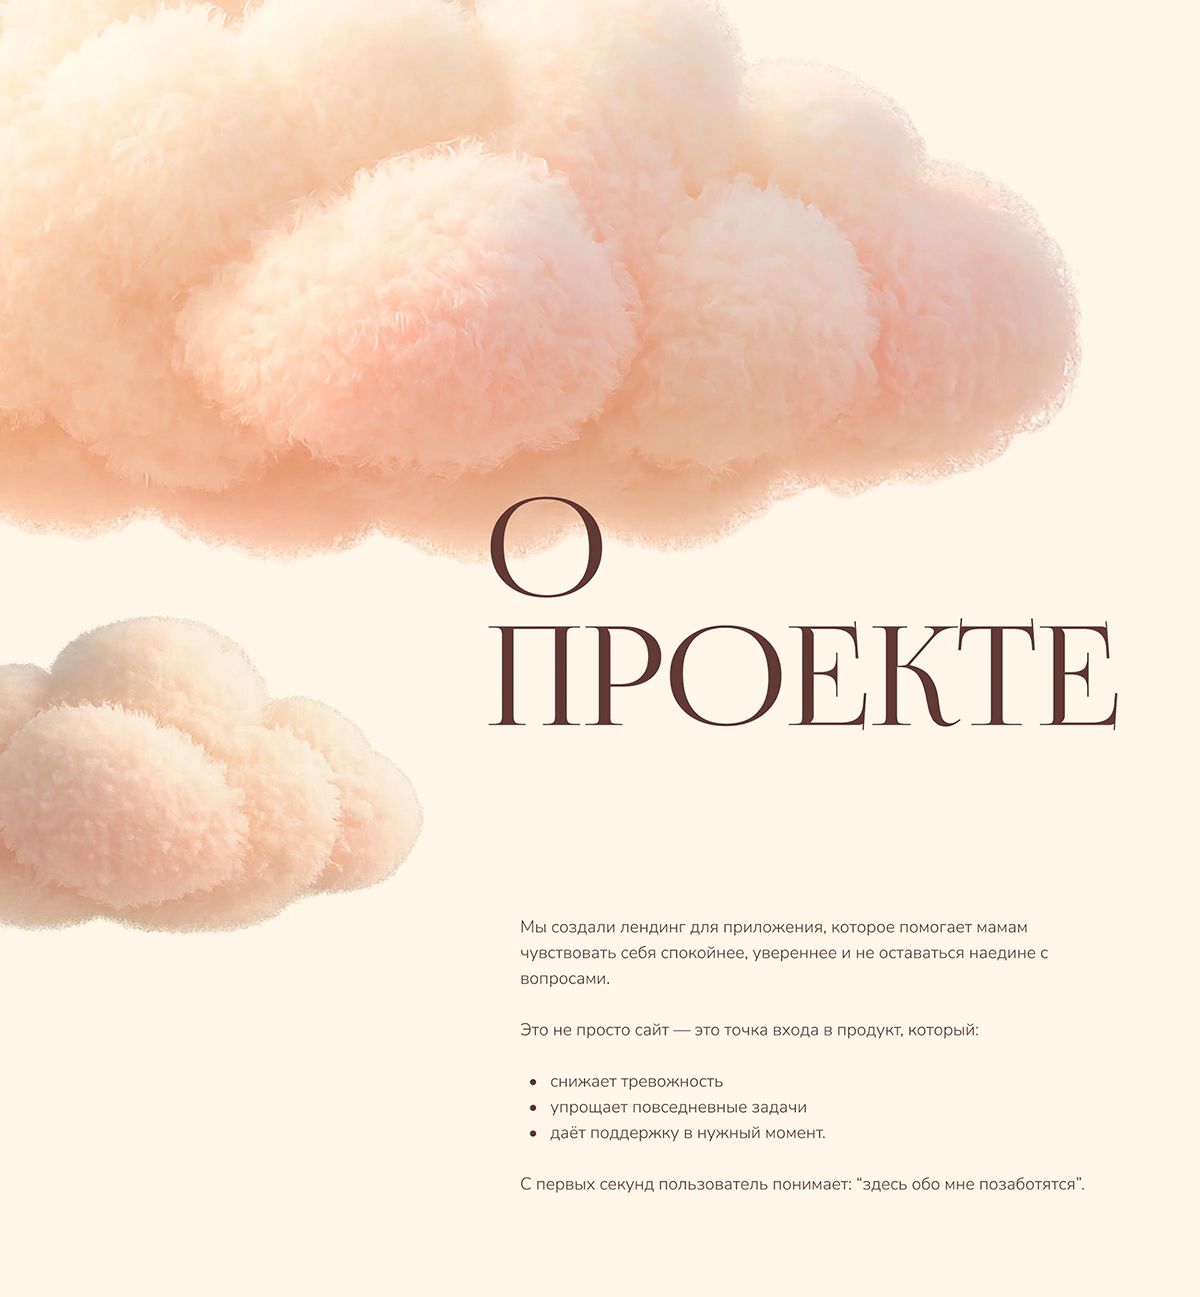 О
ПРОЕКТЕ
Мы создали лендинг для приложения, которое помогает мамам
чувствовать себя спокойнее, увереннее и не оставаться наедине с
вопросами.
Это не просто сайт — это точка входа в продукт, который:
• снижает тревожность
• упрощает повседневные задачи
• даёт поддержку в нужный момент.
С первых секунд пользователь понимает: “здесь обо мне позаботятся”.